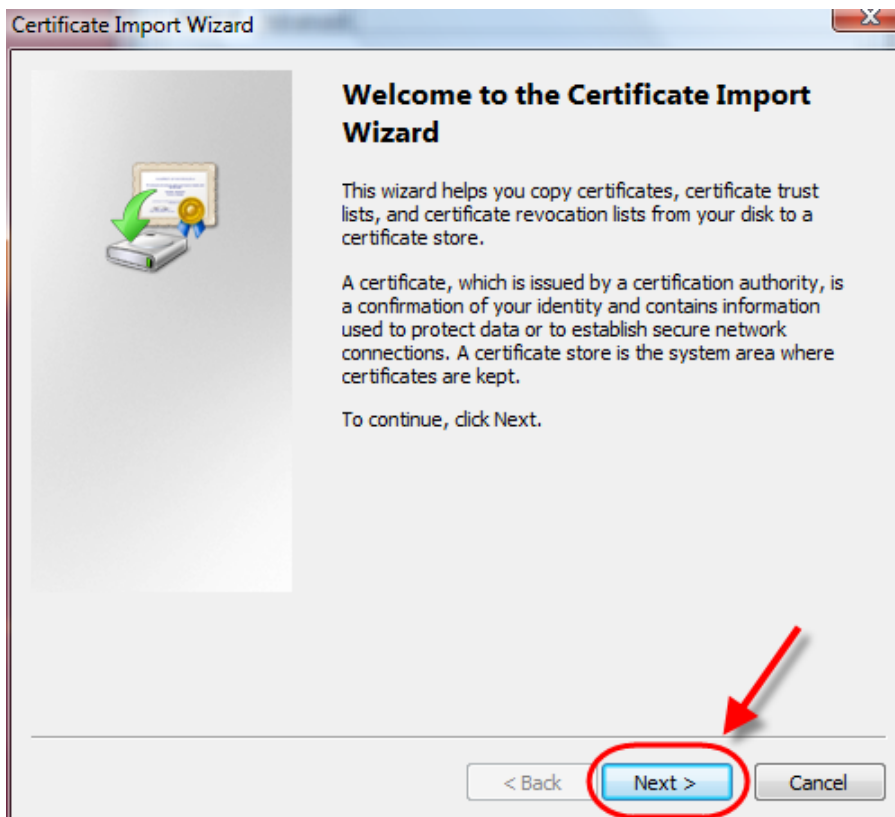 Certificate Import Wizard
Welcome to the Certificate Import
Wizard
This wizard helps you copy certificates, certificate trust
lists, and certificate revocation lists from your disk to a
certificate store.
A certificate, which is issued by a certification authority, is
a confirmation of your identity and contains information
used to protect data or to establish secure network
connections. A certificate store is the system area where
certificates are kept.
To continue, click Next.
< Back
Next >
Cancel